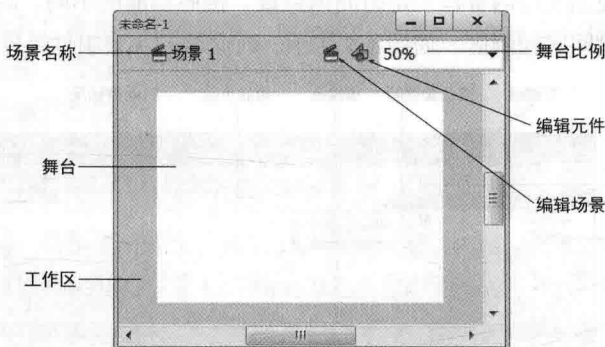 未命名-1
场景名称
场景 1
50%
舞台比例
编辑元件
舞台
编辑场景
工作区